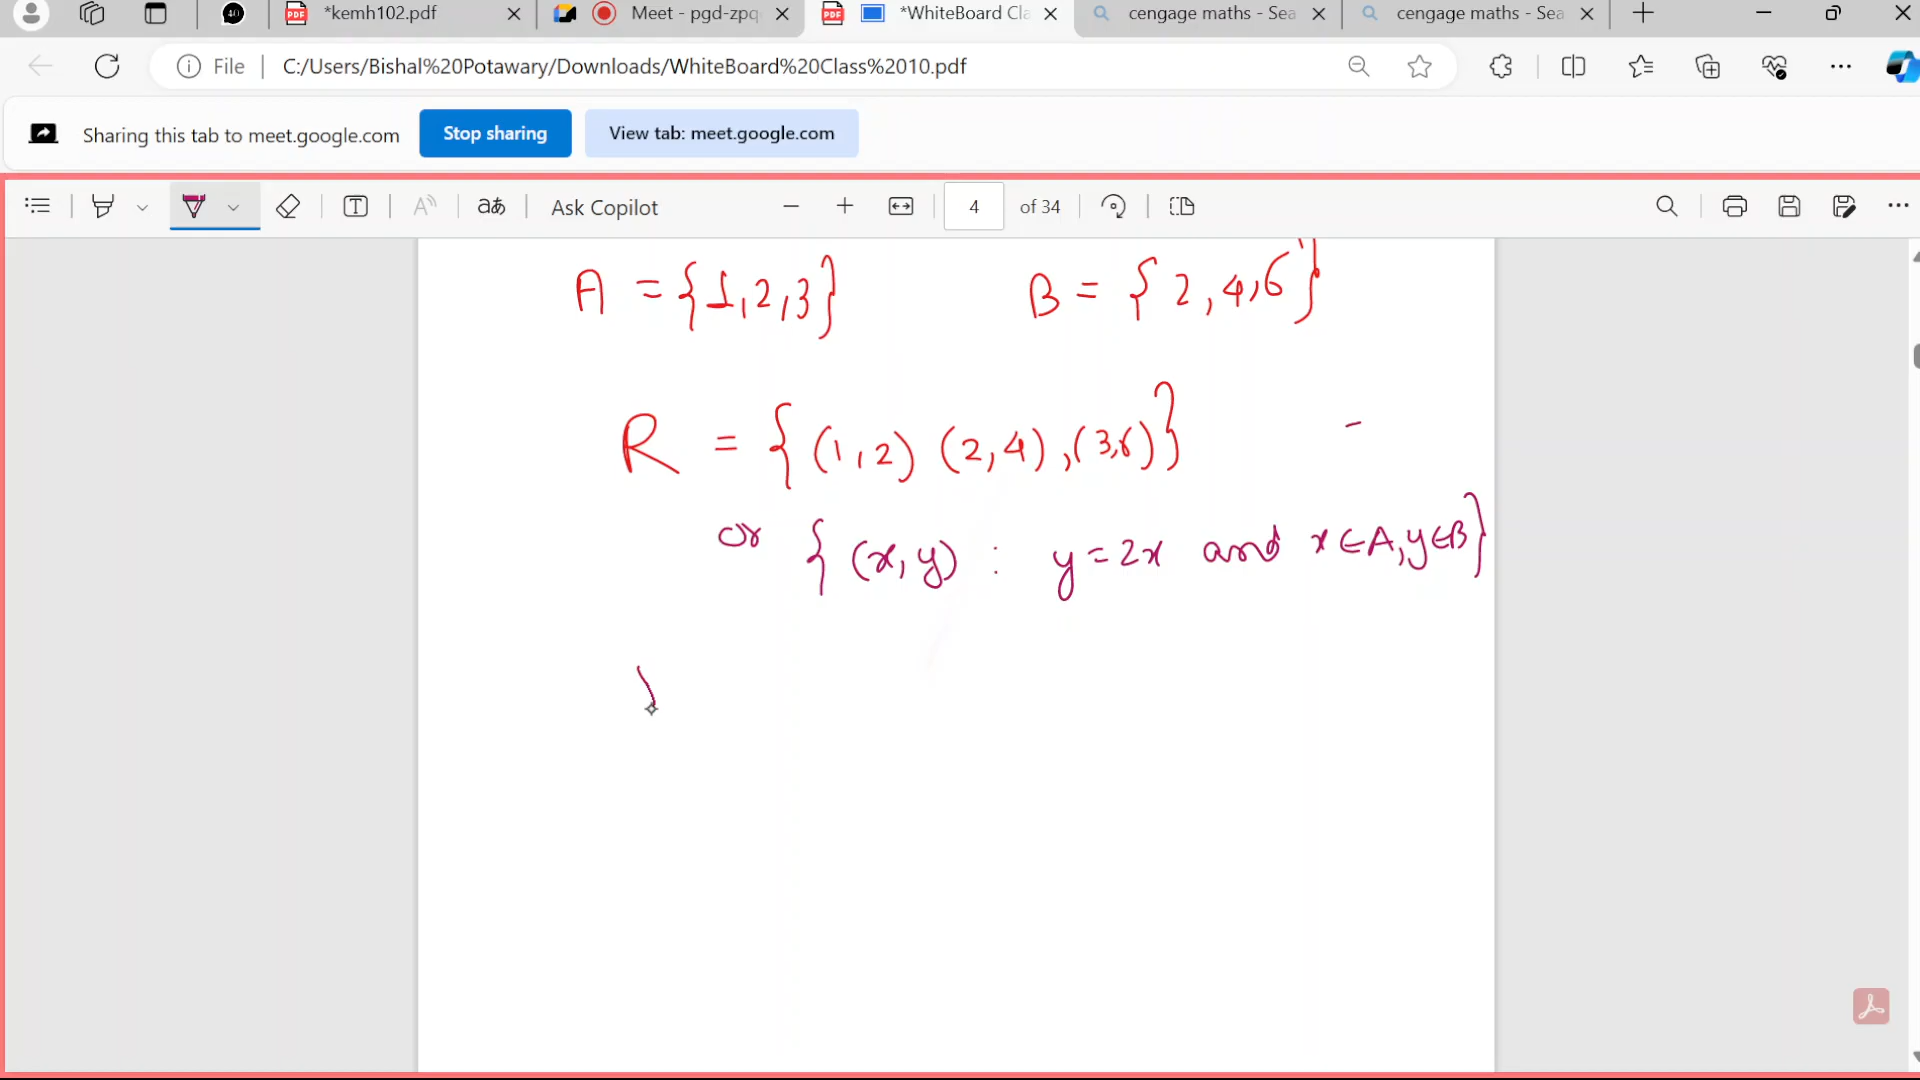 40 *kemh102.pdf Meet - pgd-zpq *WhiteBoard Cla cengage maths - Sea cengage maths - Sea
File C:/Users/Bishal%20Potawary/Downloads/WhiteBoard%20Class%2010.pdf
Sharing this tab to meet.google.com Stop sharing View tab: meet.google.com
Ask Copilot 4 of 34
A = {1,2,3} B = {2,4,6}
R = {(1,2) (2,4),(3,6)}
or {(x,y) : y=2x and x∈A,y∈B}